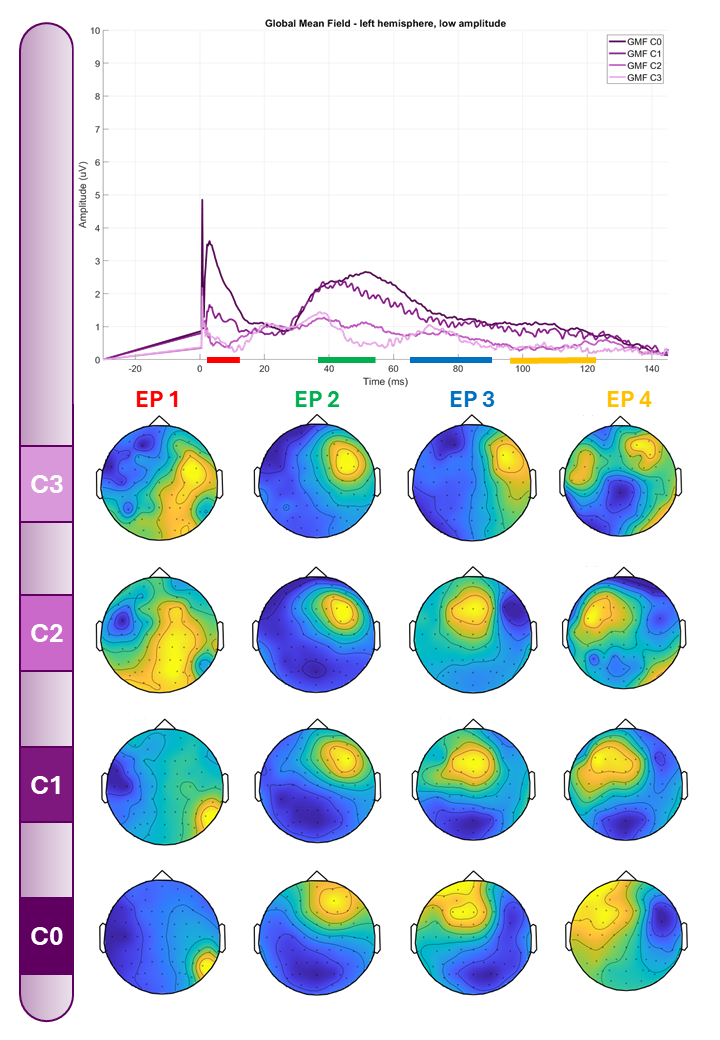 Global Mean Field - left hemisphere, low amplitude
10
9
8
7
6
5
4
3
2
1
0
Amplitude (uV)
GMF C0
GMF C1
GMF C2
GMF C3
-20 0 20 40 60 80 100 120 140
Time (ms)
EP 1 EP 2 EP 3 EP 4
C3
C2
C1
C0